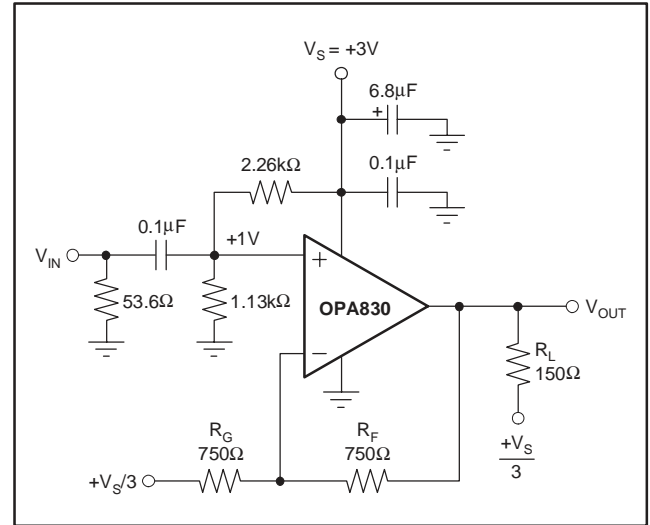 V_S = +3V
6.8μF
+
2.26kΩ
0.1μF
0.1μF
+1V
V_IN
+
53.6Ω
1.13kΩ
OPA830
V_OUT
−
R_L
150Ω
R_G
750Ω
R_F
750Ω
+V_S/3
+V_S
3